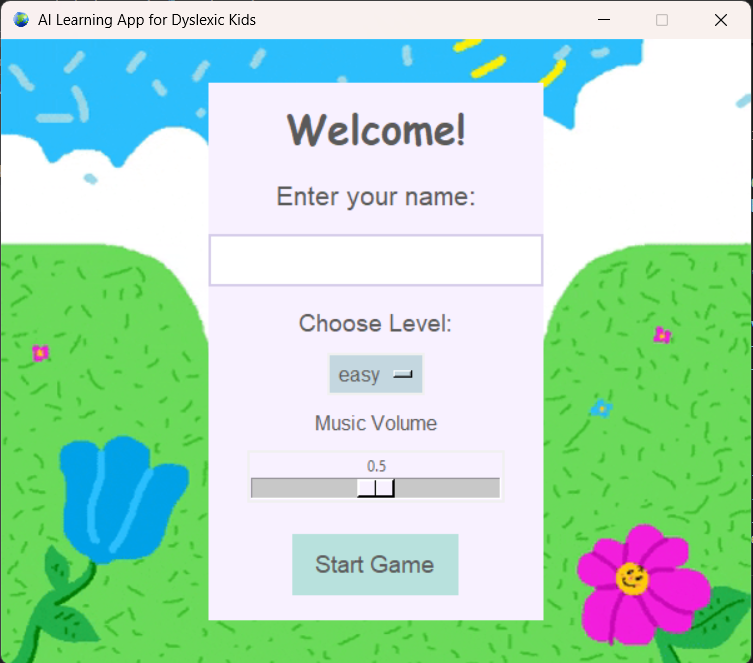 AI Learning App for Dyslexic Kids
Welcome!
Enter your name:
Choose Level:
easy
Music Volume
0.5
Start Game